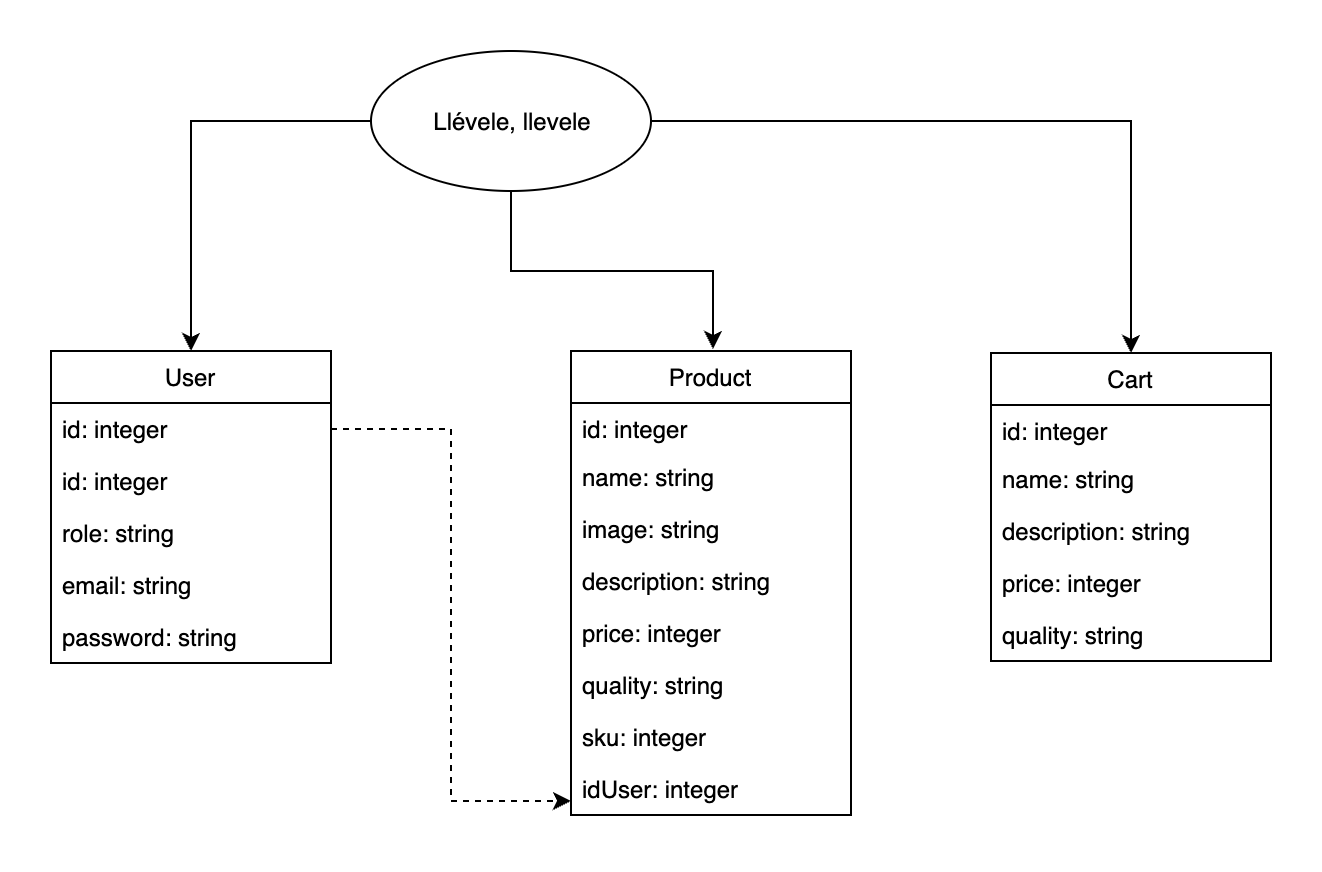 Llévele, llevele
User
id: integer
id: integer
role: string
email: string
password: string
Product
id: integer
name: string
image: string
description: string
price: integer
quality: string
sku: integer
idUser: integer
Cart
id: integer
name: string
description: string
price: integer
quality: string